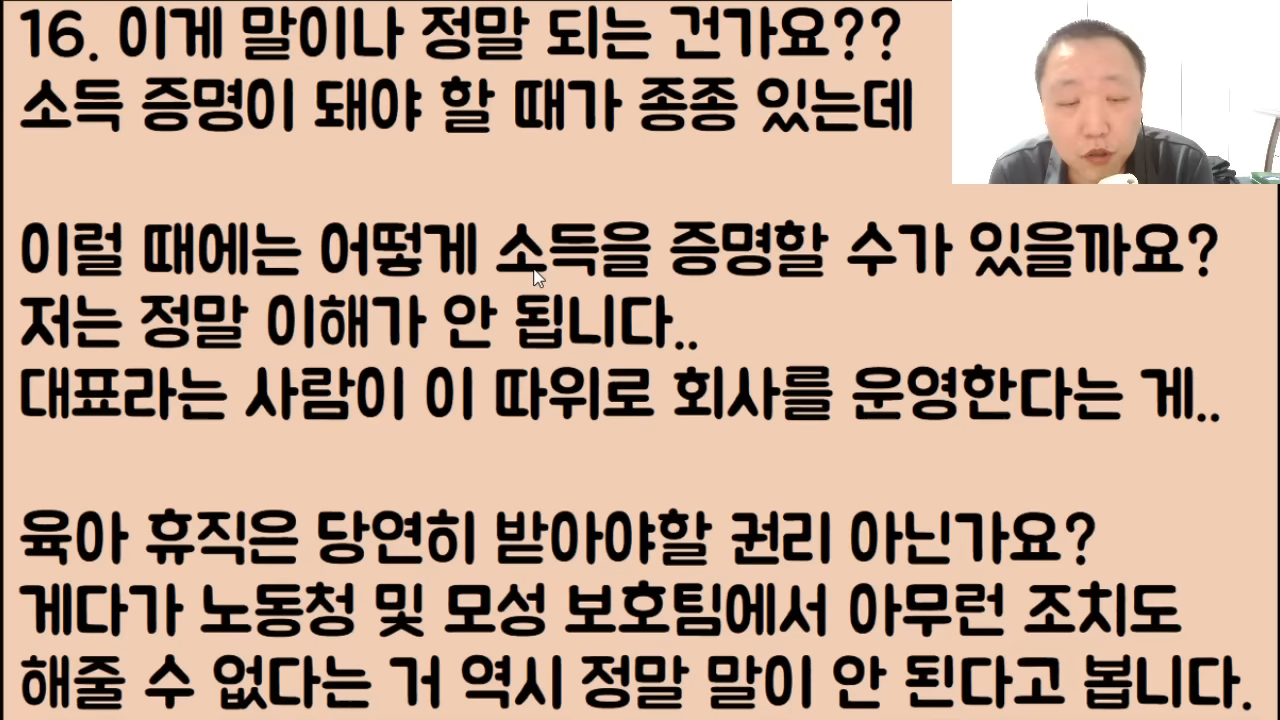 16. 이게 말이나 정말 되는 건가요??
소득 증명이 돼야 할 때가 종종 있는데
이럴 때에는 어떻게 소득을 증명할 수가 있을까요?
저는 정말 이해가 안 됩니다..
대표라는 사람이 이 따위로 회사를 운영한다는 게..
육아 휴직은 당연히 받아야할 권리 아닌가요?
게다가 노동청 및 모성 보호팀에서 아무런 조치도
해줄 수 없다는 거 역시 정말 말이 안 된다고 봅니다.